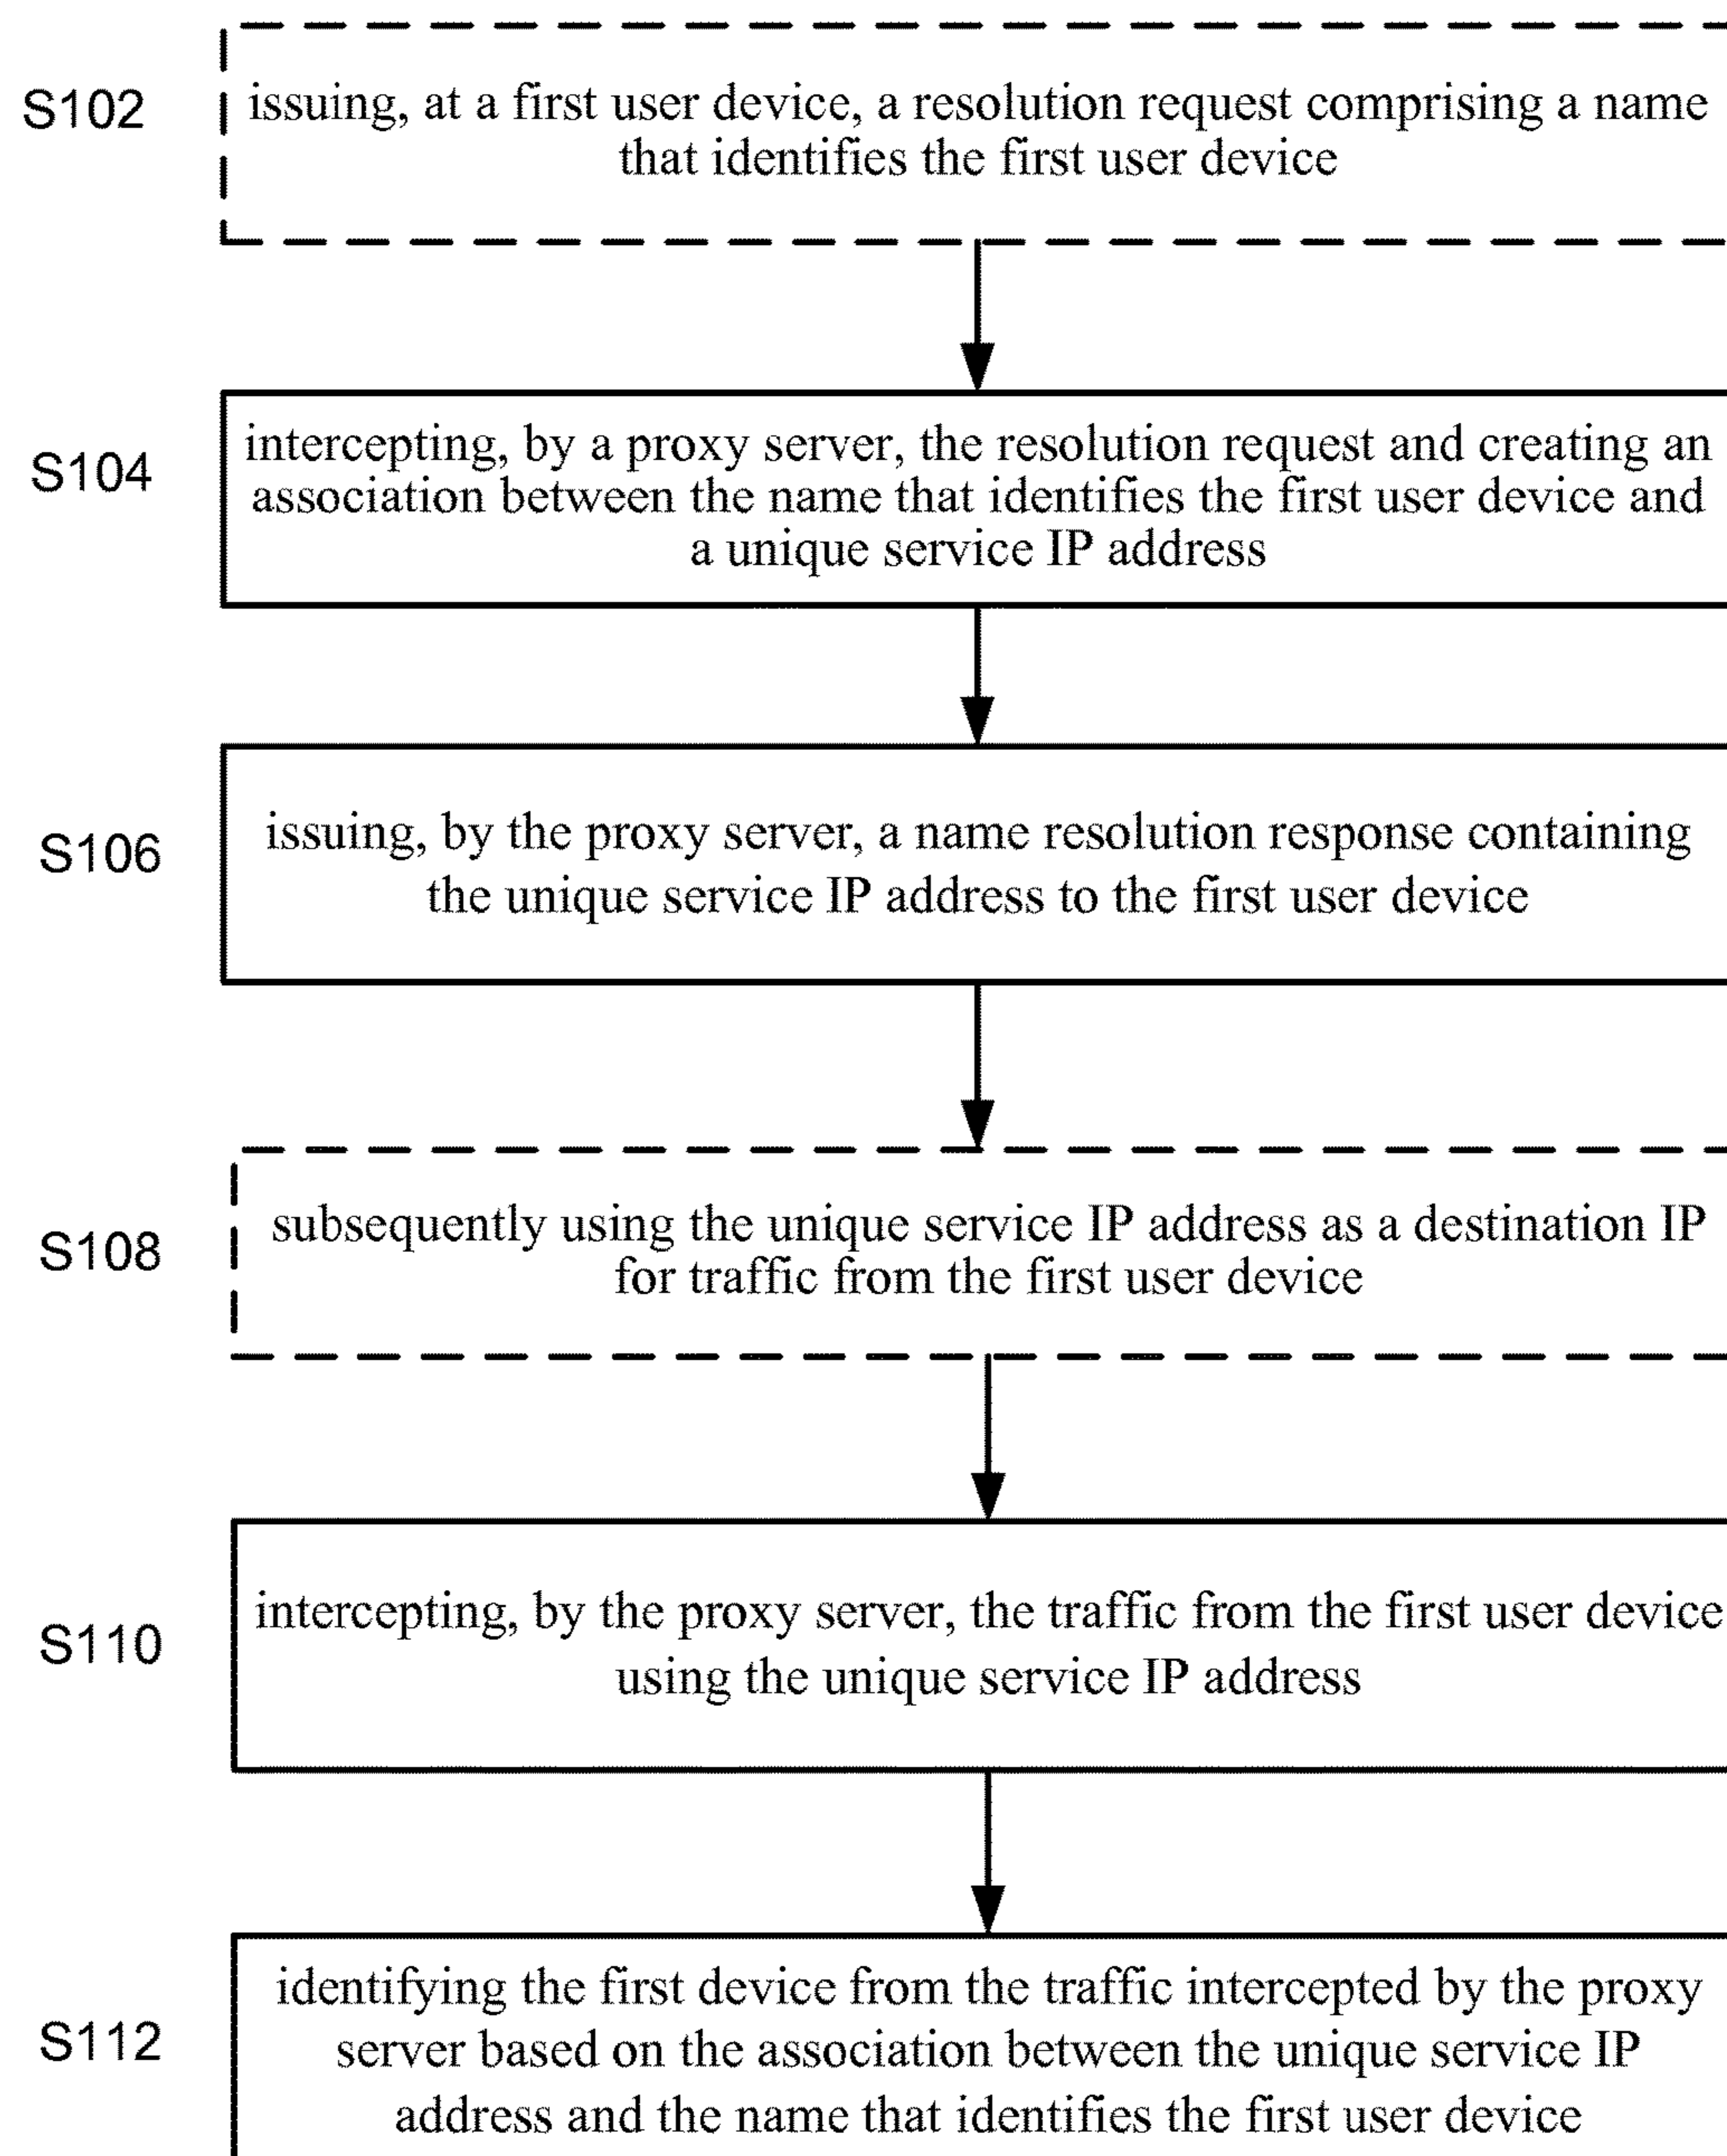 S102
issuing, at a first user device, a resolution request comprising a name
that identifies the first user device
S104
intercepting, by a proxy server, the resolution request and creating an
association between the name that identifies the first user device and
a unique service IP address
S106
issuing, by the proxy server, a name resolution response containing
the unique service IP address to the first user device
S108
subsequently using the unique service IP address as a destination IP
for traffic from the first user device
S110
intercepting, by the proxy server, the traffic from the first user device
using the unique service IP address
S112
identifying the first device from the traffic intercepted by the proxy
server based on the association between the unique service IP
address and the name that identifies the first user device